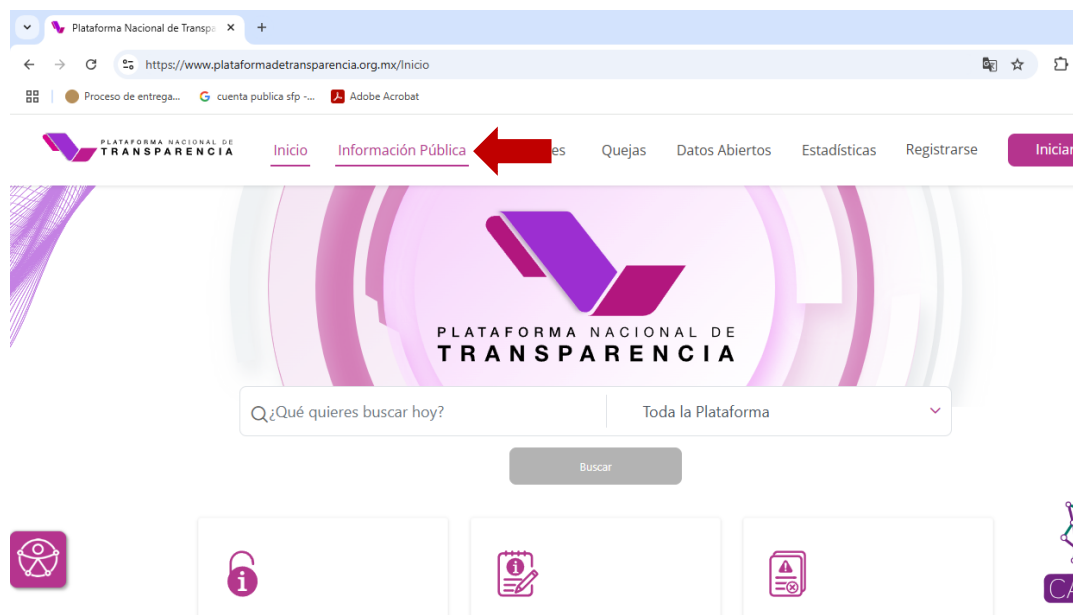 Plataforma Nacional de Transpa
https://www.plataformadetransparencia.org.mx/Inicio
Proceso de entrega... cuenta publica sfp -... Adobe Acrobat
PLATAFORMA NACIONAL DE
TRANSPARENCIA
Inicio Información Pública es Quejas Datos Abiertos Estadísticas Registrarse Iniciar
PLATAFORMA NACIONAL DE
TRANSPARENCIA
¿Qué quieres buscar hoy? Toda la Plataforma
Buscar
CA